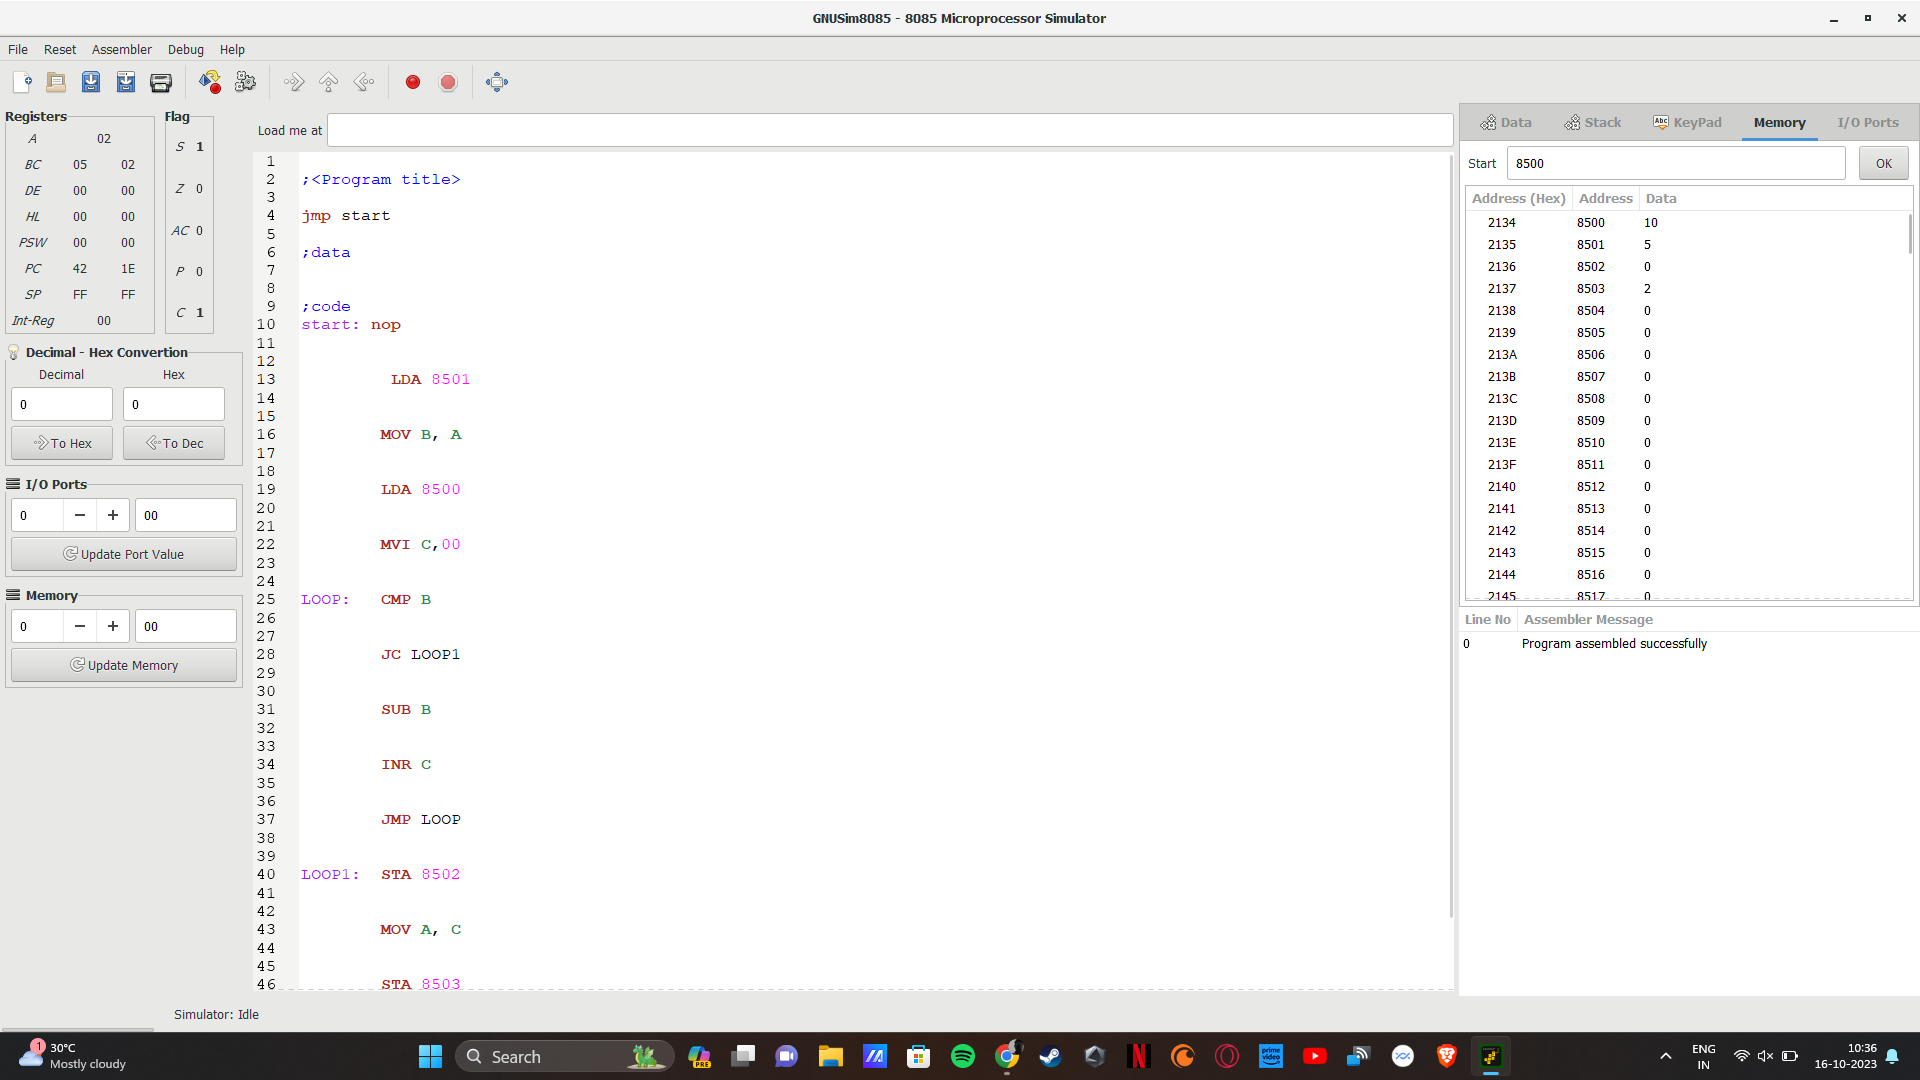 GNUSim8085 - 8085 Microprocessor Simulator
File Reset Assembler Debug Help
Registers
A 02
BC 05 02
DE 00 00
HL 00 00
PSW 00 00
PC 42 1E
SP FF FF
Int-Reg 00
Flag
S 1
Z 0
AC 0
P 0
C 1
Decimal - Hex Convertion
Decimal Hex
0 0
To Hex To Dec
I/O Ports
0 00
Update Port Value
Memory
0 00
Update Memory
Load me at
1
2 ;<Program title>
3
4 jmp start
5
6 ;data
7
8
9 ;code
10 start: nop
11
12
13 LDA 8501
14
15
16 MOV B, A
17
18
19 LDA 8500
20
21
22 MVI C,00
23
24
25 LOOP: CMP B
26
27
28 JC LOOP1
29
30
31 SUB B
32
33
34 INR C
35
36
37 JMP LOOP
38
39
40 LOOP1: STA 8502
41
42
43 MOV A, C
44
45
46 STA 8503
Data Stack KeyPad Memory I/O Ports
Abc
Start 8500 OK
Address (Hex) Address Data
2134 8500 10
2135 8501 5
2136 8502 0
2137 8503 2
2138 8504 0
2139 8505 0
213A 8506 0
213B 8507 0
213C 8508 0
213D 8509 0
213E 8510 0
213F 8511 0
2140 8512 0
2141 8513 0
2142 8514 0
2143 8515 0
2144 8516 0
2145 8517 0
Line No Assembler Message
0 Program assembled successfully
Simulator: Idle
1
30°C
Mostly cloudy
Search
PRE
prime video
ENG
IN
10:36
16-10-2023